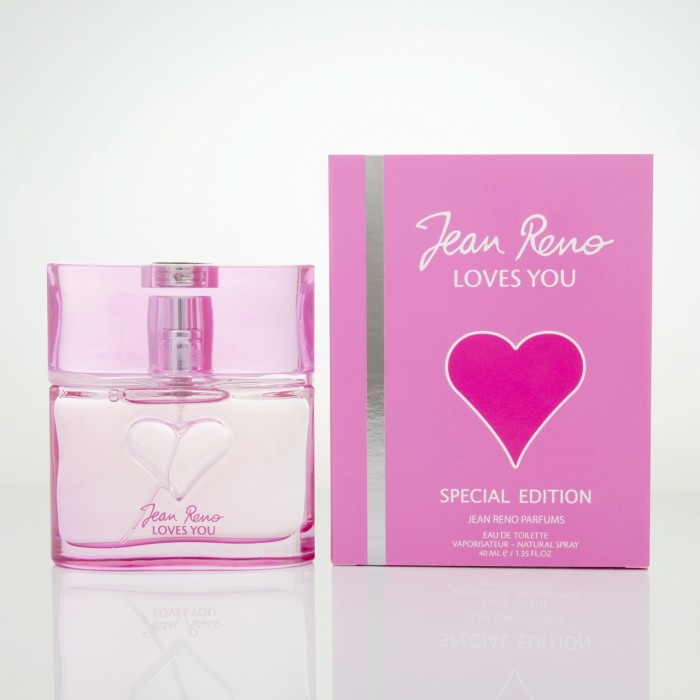 Jean Reno
LOVES YOU
Jean Reno
LOVES YOU
SPECIAL EDITION
JEAN RENO PARFUMS
EAU DE TOILETTE
VAPORISATEUR – NATURAL SPRAY
40 ML e / 1.35 FL.OZ